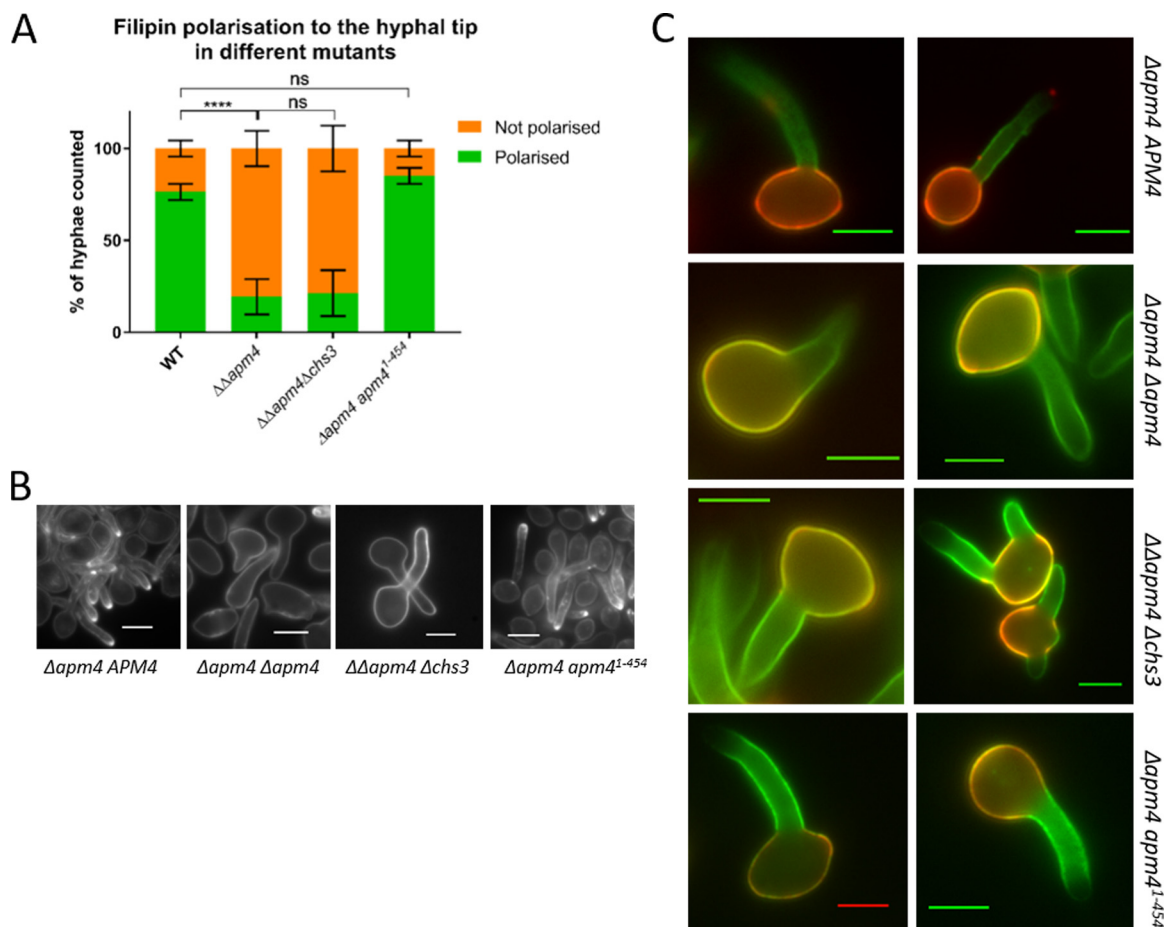 A
Filipin polarisation to the hyphal tip
in different mutants
ns
**** ns
% of hyphae counted
100
50
0
Not polarised
Polarised
WT
ΔΔapm4
ΔΔapm4Δchs3
Δapm4 apm4¹⁻⁴⁵⁴
B
Δapm4 APM4
Δapm4 Δapm4
ΔΔapm4 Δchs3
Δapm4 apm4¹⁻⁴⁵⁴
C
Δapm4 APM4
Δapm4 Δapm4
ΔΔapm4 Δchs3
Δapm4 apm4¹⁻⁴⁵⁴